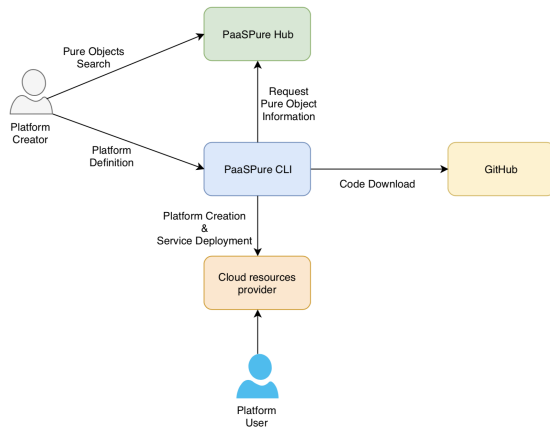 PaaSPure Hub
Pure Objects
Search
Request
Pure Object
Information
Platform
Creator
Platform
Definition
PaaSPure CLI
GitHub
Code Download
Platform Creation
&
Service Deployment
Cloud resources
provider
Platform
User